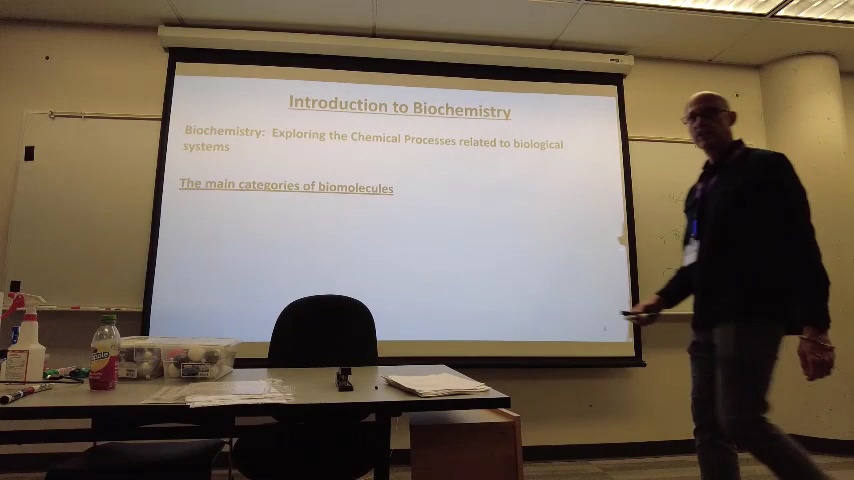 Introduction to Biochemistry
Biochemistry: Exploring the Chemical Processes related to biological
systems
The main categories of biomolecules